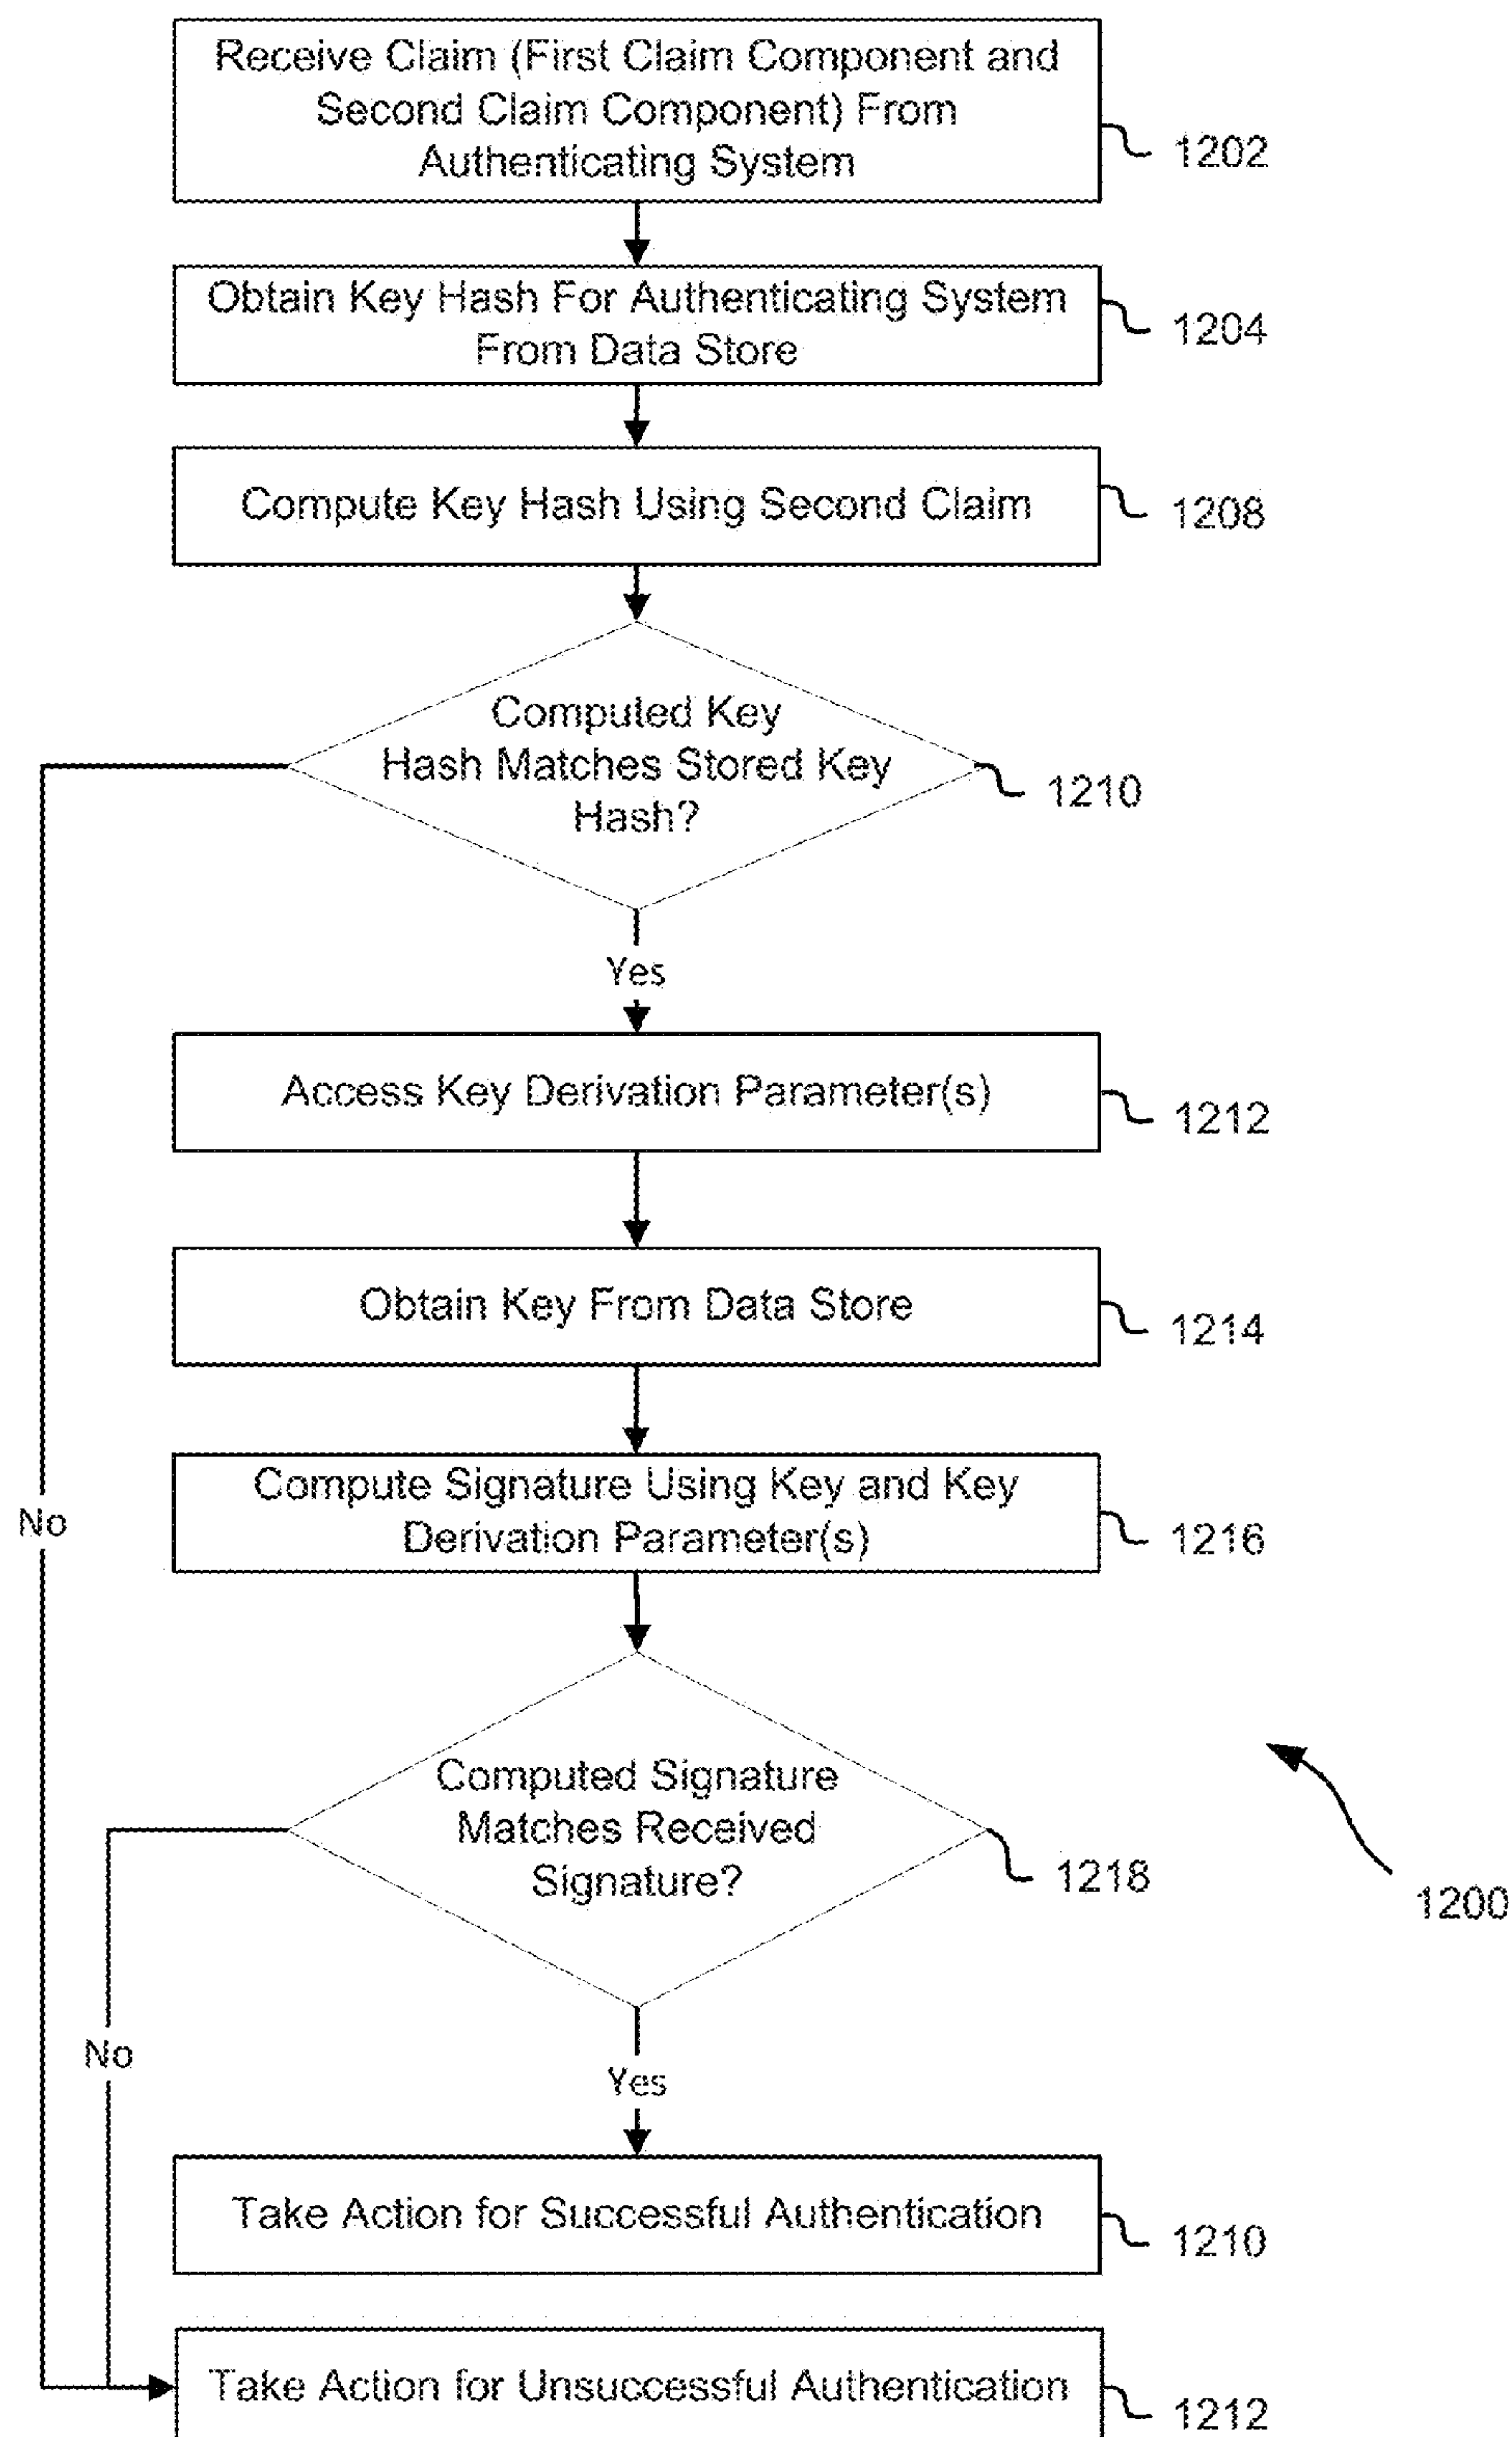 Receive Claim (First Claim Component and
Second Claim Component) From
Authenticating System
1202
Obtain Key Hash For Authenticating System
From Data Store
1204
Compute Key Hash Using Second Claim
1208
Computed Key
Hash Matches Stored Key
Hash?
1210
Yes
Access Key Derivation Parameter(s)
1212
Obtain Key From Data Store
1214
Compute Signature Using Key and Key
Derivation Parameter(s)
1216
No
Computed Signature
Matches Received
Signature?
1218
1200
No
Yes
Take Action for Successful Authentication
1210
Take Action for Unsuccessful Authentication
1212